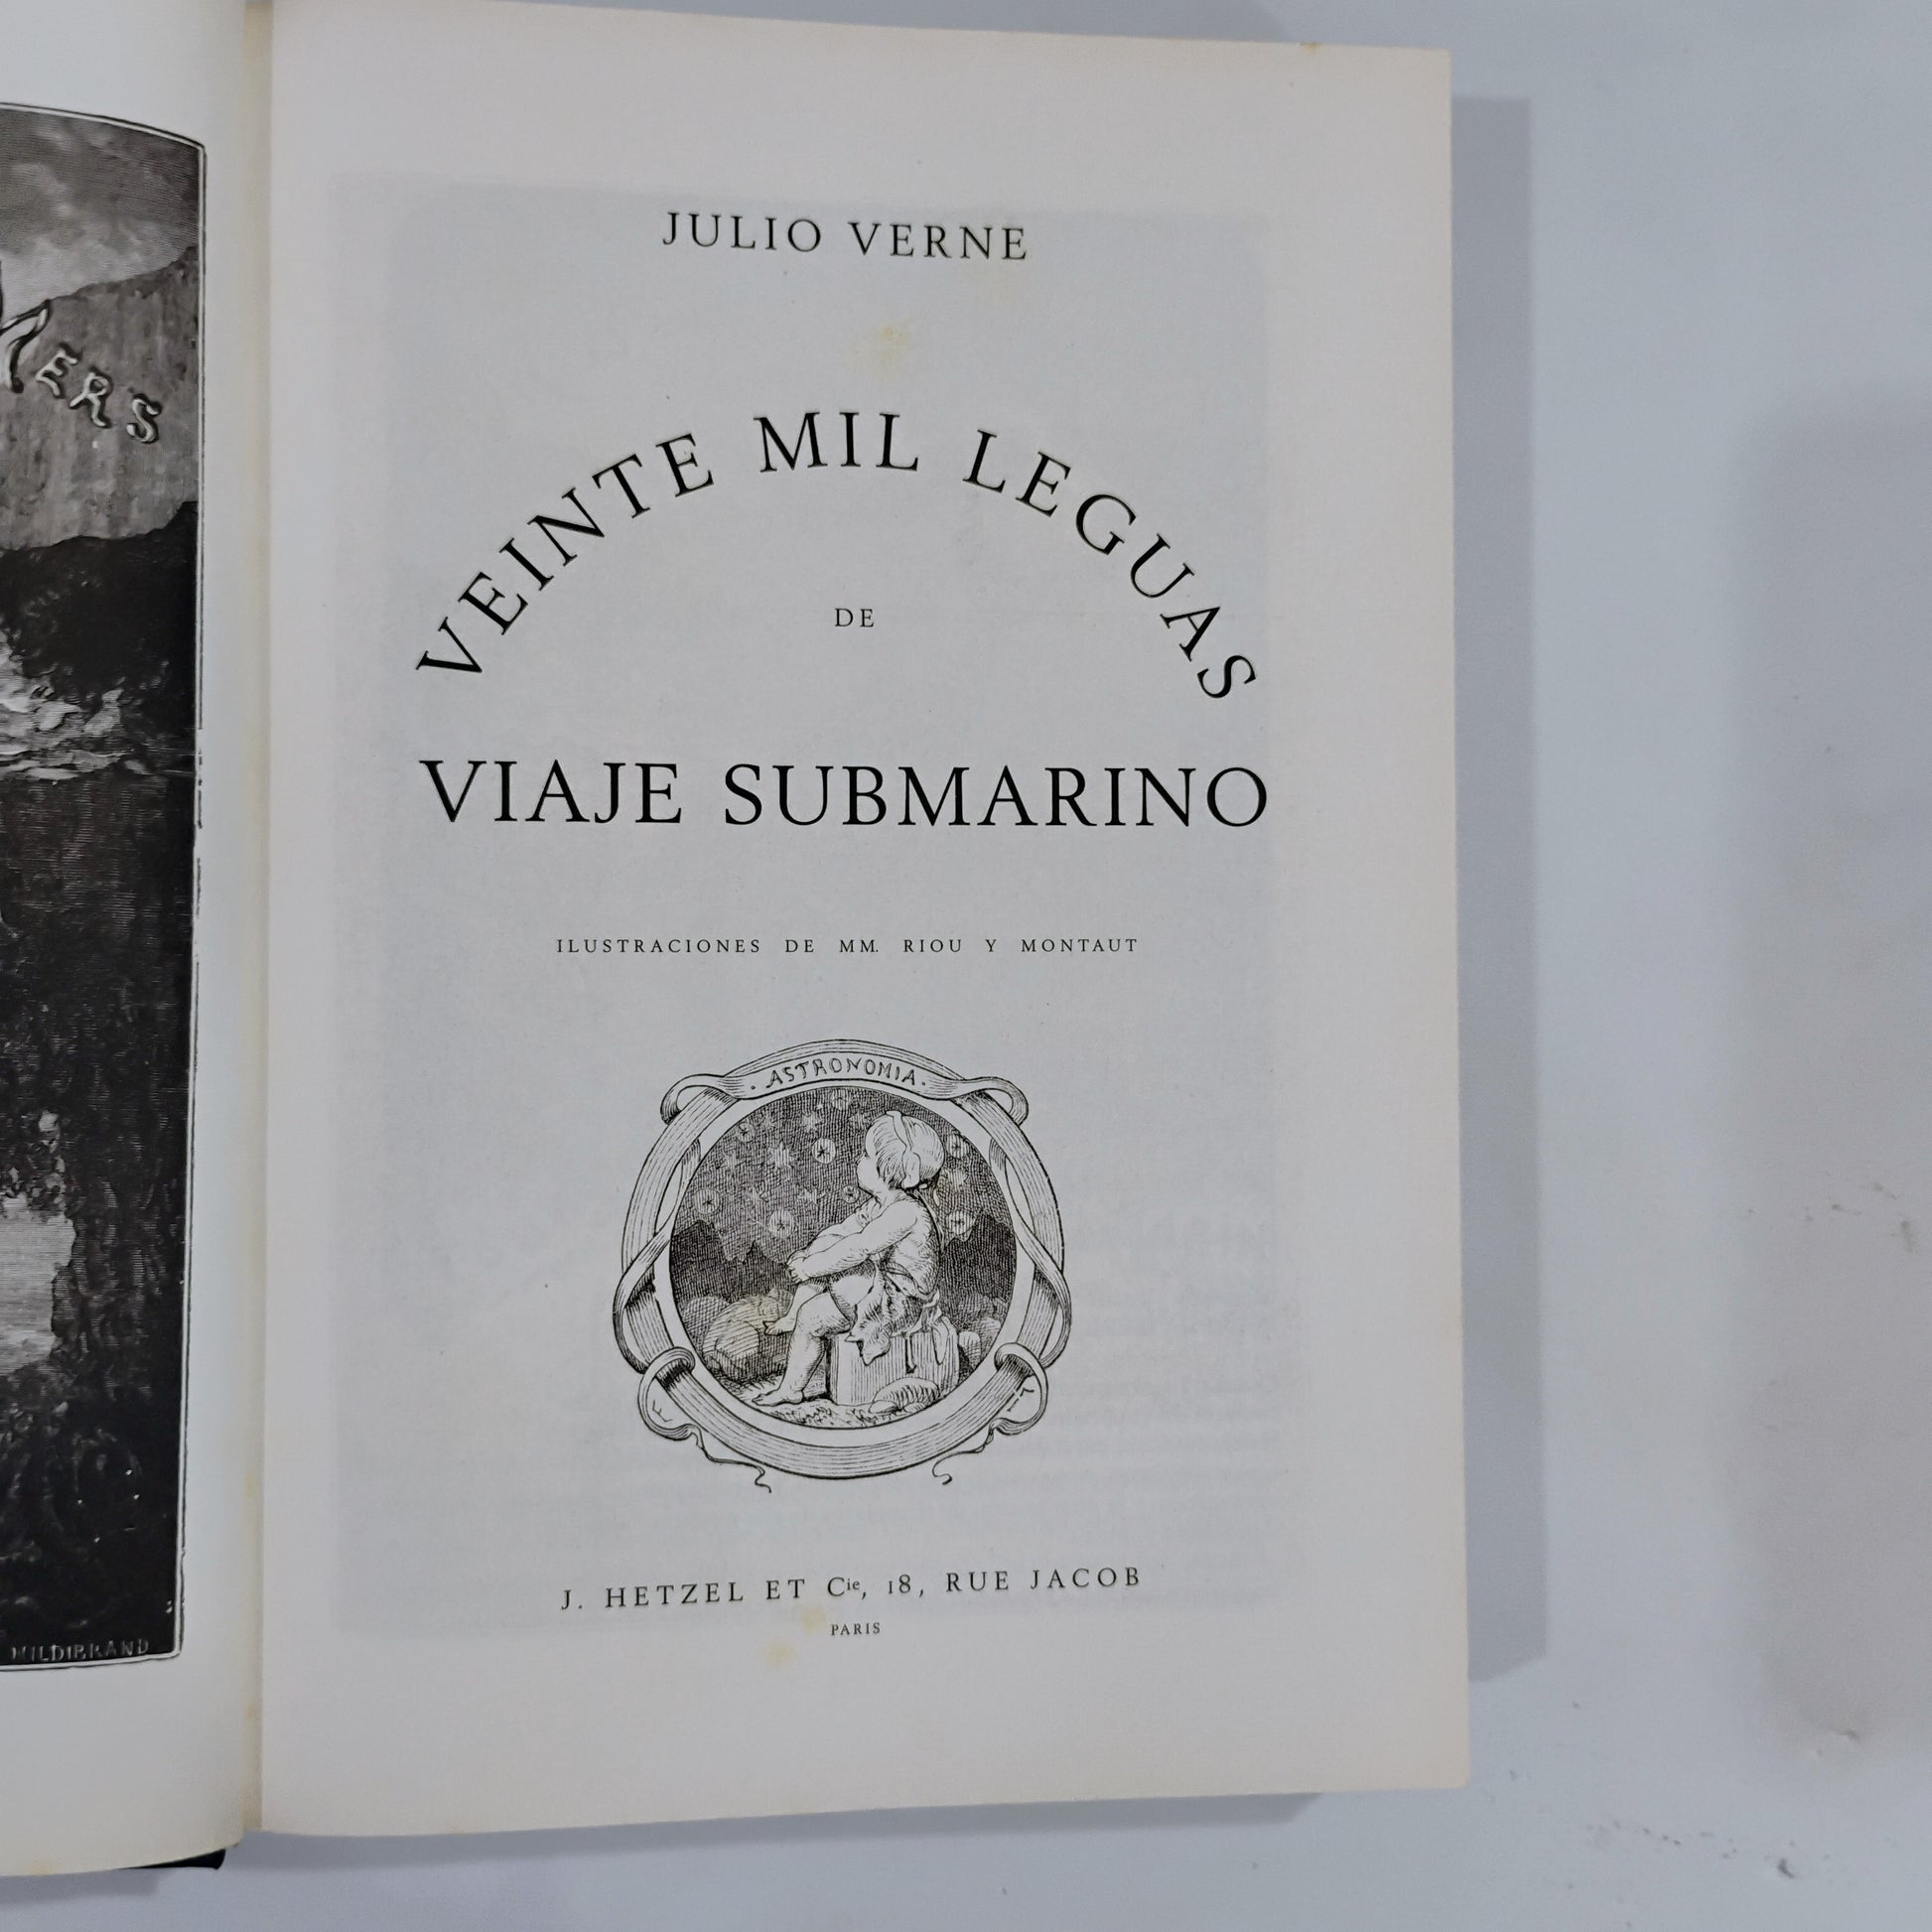 MERS
HILDIBRAND
JULIO VERNE
VEINTE MIL LEGUAS
DE
VIAJE SUBMARINO
ILUSTRACIONES DE MM. RIOU Y MONTAUT
· ASTRONOMIA ·
J. HETZEL ET Cie, 18, RUE JACOB
PARIS